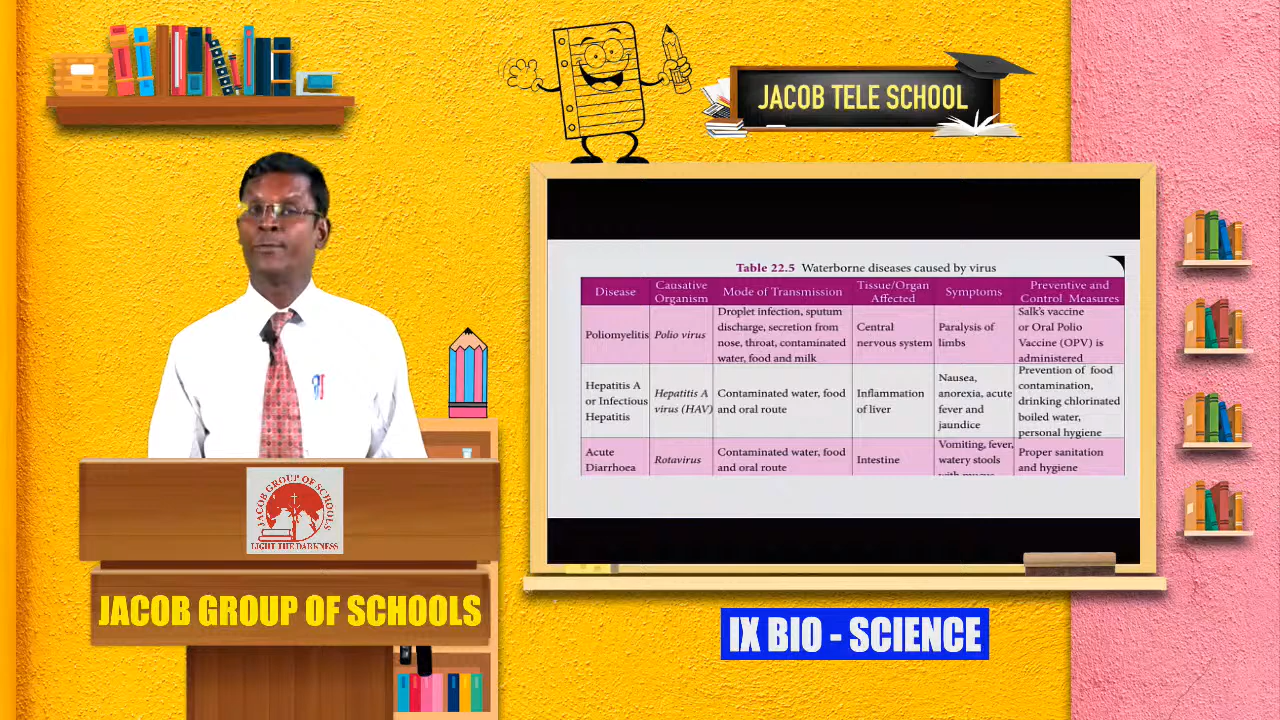 JACOB TELE SCHOOL
Table 22.5 Waterborne diseases caused by virus
Disease
Causative
Organism
Mode of Transmission
Tissue/Organ
Affected
Symptoms
Preventive and
Control Measures
Poliomyelitis
Polio virus
Droplet infection, sputum
discharge, secretion from
nose, throat, contaminated
water, food and milk
Central
nervous system
Paralysis of
limbs
Salk's vaccine
or Oral Polio
Vaccine (OPV) is
administered
Hepatitis A
or Infectious
Hepatitis
Hepatitis A
virus (HAV)
Contaminated water, food
and oral route
Inflammation
of liver
Nausea,
anorexia, acute
fever and
jaundice
Prevention of food
contamination,
drinking chlorinated
boiled water,
personal hygiene
Acute
Diarrhoea
Rotavirus
Contaminated water, food
and oral route
Intestine
Vomiting, fever,
watery stools
with mucus
Proper sanitation
and hygiene
JACOB GROUP OF SCHOOLS
LIGHT THE DARKNESS
JACOB GROUP OF SCHOOLS
IX BIO - SCIENCE